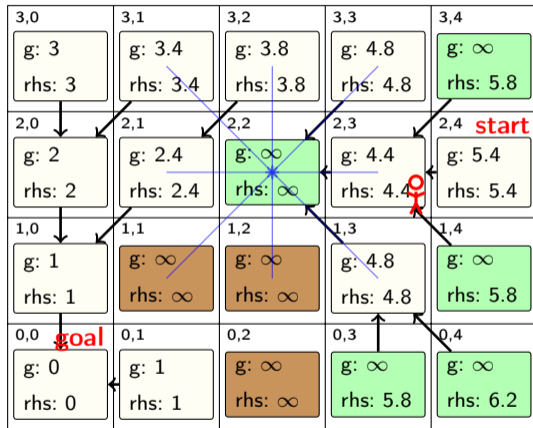 3,0 3,1 3,2 3,3 3,4
g: 3 g: 3.4 g: 3.8 g: 4.8 g: ∞
rhs: 3 rhs: 3.4 rhs: 3.8 rhs: 4.8 rhs: 5.8
2,0 2,1 2,2 2,3 2,4 start
g: 2 g: 2.4 g: ∞ g: 4.4 g: 5.4
rhs: 2 rhs: 2.4 rhs: ∞ rhs: 4.4 rhs: 5.4
1,0 1,1 1,2 1,3 1,4
g: 1 g: ∞ g: ∞ g: 4.8 g: ∞
rhs: 1 rhs: ∞ rhs: ∞ rhs: 4.8 rhs: 5.8
0,0 goal 0,1 0,2 0,3 0,4
g: 0 g: 1 g: ∞ g: ∞ g: ∞
rhs: 0 rhs: 1 rhs: ∞ rhs: 5.8 rhs: 6.2